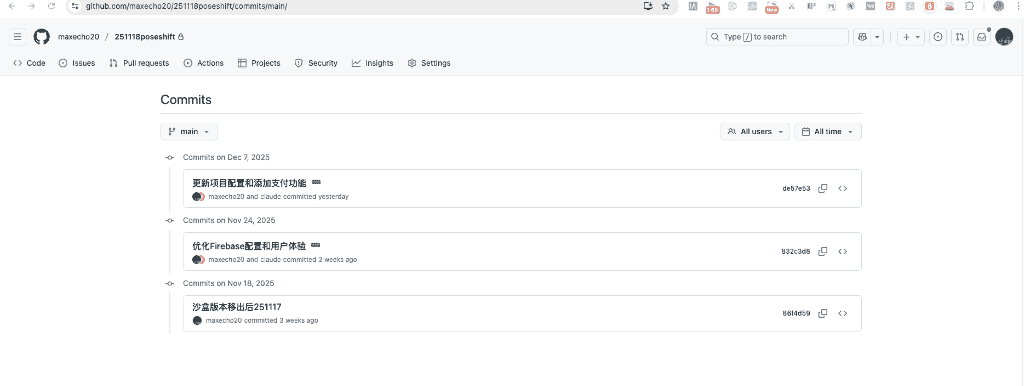 github.com/maxecho20/251118poseshift/commits/main/
1.6D
New
maxecho20 / 251118poseshift
Type / to search
Code Issues Pull requests Actions Projects Security Insights Settings
Commits
main All users All time
Commits on Dec 7, 2025
更新项目配置和添加支付功能
de57e53
maxecho20 and claude committed yesterday
Commits on Nov 24, 2025
优化Firebase配置和用户体验
832c3d8
maxecho20 and claude committed 2 weeks ago
Commits on Nov 18, 2025
沙盒版本移出后251117
86f4d59
maxecho20 committed 3 weeks ago